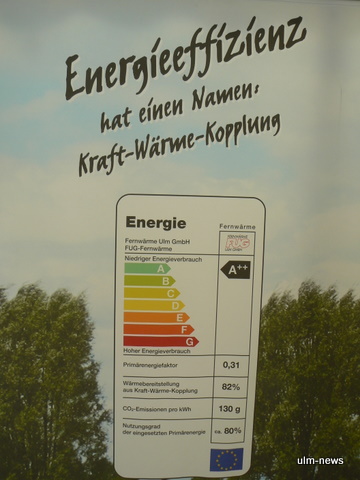 Energieeffizienz
hat einen Namen:
Kraft-Wärme-Kopplung
Energie
Fernwärme
Fernwärme Ulm GmbH
FUG-Fernwärme
FUG
Niedriger Energieverbrauch
A
A++
B
C
D
E
F
G
Hoher Energieverbrauch
Primärenergiefaktor 0,31
Wärmebereitstellung
aus Kraft-Wärme-Kopplung 82%
CO₂-Emissionen pro kWh 130 g
Nutzungsgrad
der eingesetzten Primärenergie ca. 80%
ulm-news